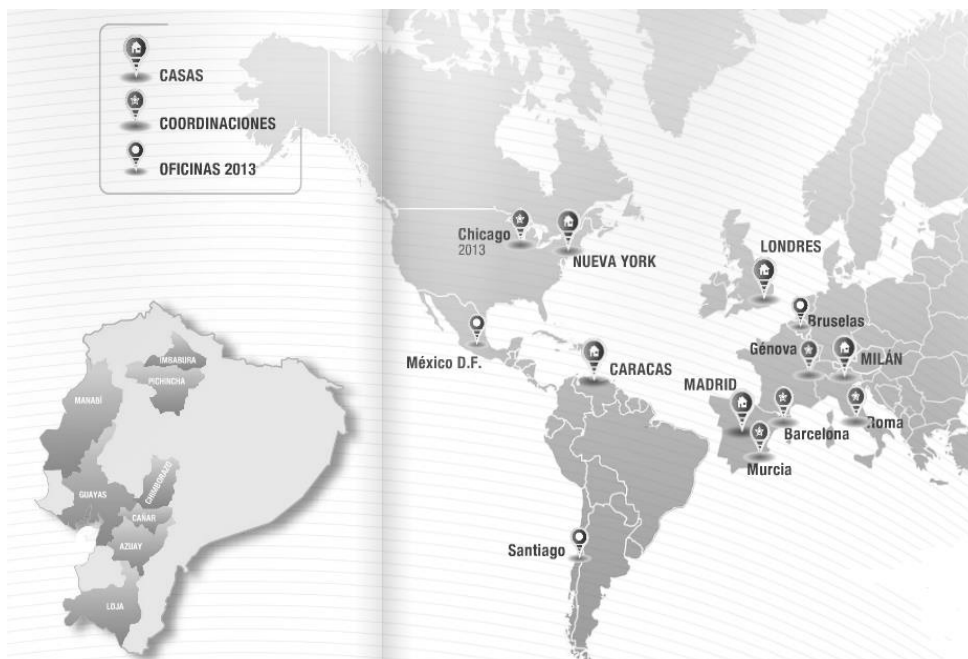 CASAS
COORDINACIONES
OFICINAS 2013
Chicago
2013
NUEVA YORK
LONDRES
Bruselas
México D.F.
CARACAS
Génova
MILÁN
MADRID
Barcelona
Roma
Murcia
Santiago
IMBABURA
PICHINCHA
MANABÍ
CHIMBORAZO
GUAYAS
CAÑAR
AZUAY
LOJA